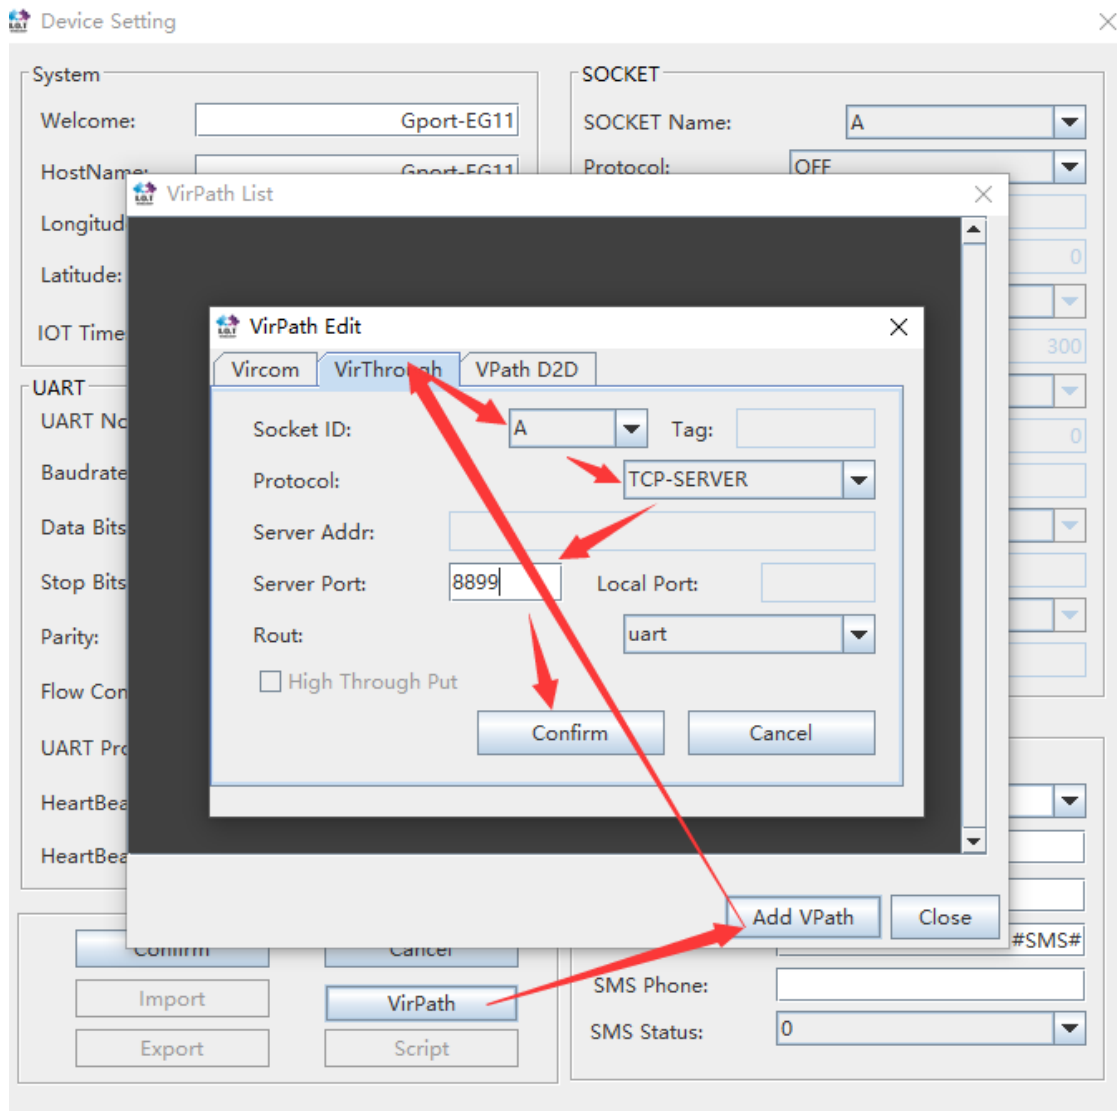 Device Setting
System
Welcome:
Gport-EG11
HostName:
Gport-EG11
Longitud
Latitude:
IOT Time
UART
UART No
Baudrate
Data Bits
Stop Bits
Parity:
Flow Con
UART Pro
HeartBea
HeartBea
Confirm
Cancel
Import
VirPath
Export
Script
SOCKET
SOCKET Name:
A
Protocol:
OFF
0
300
0
#SMS#
SMS Phone:
SMS Status:
0
VirPath List
VirPath Edit
Vircom
VirThrough
VPath D2D
Socket ID:
A
Tag:
Protocol:
TCP-SERVER
Server Addr:
Server Port:
8899
Local Port:
Rout:
uart
High Through Put
Confirm
Cancel
Add VPath
Close